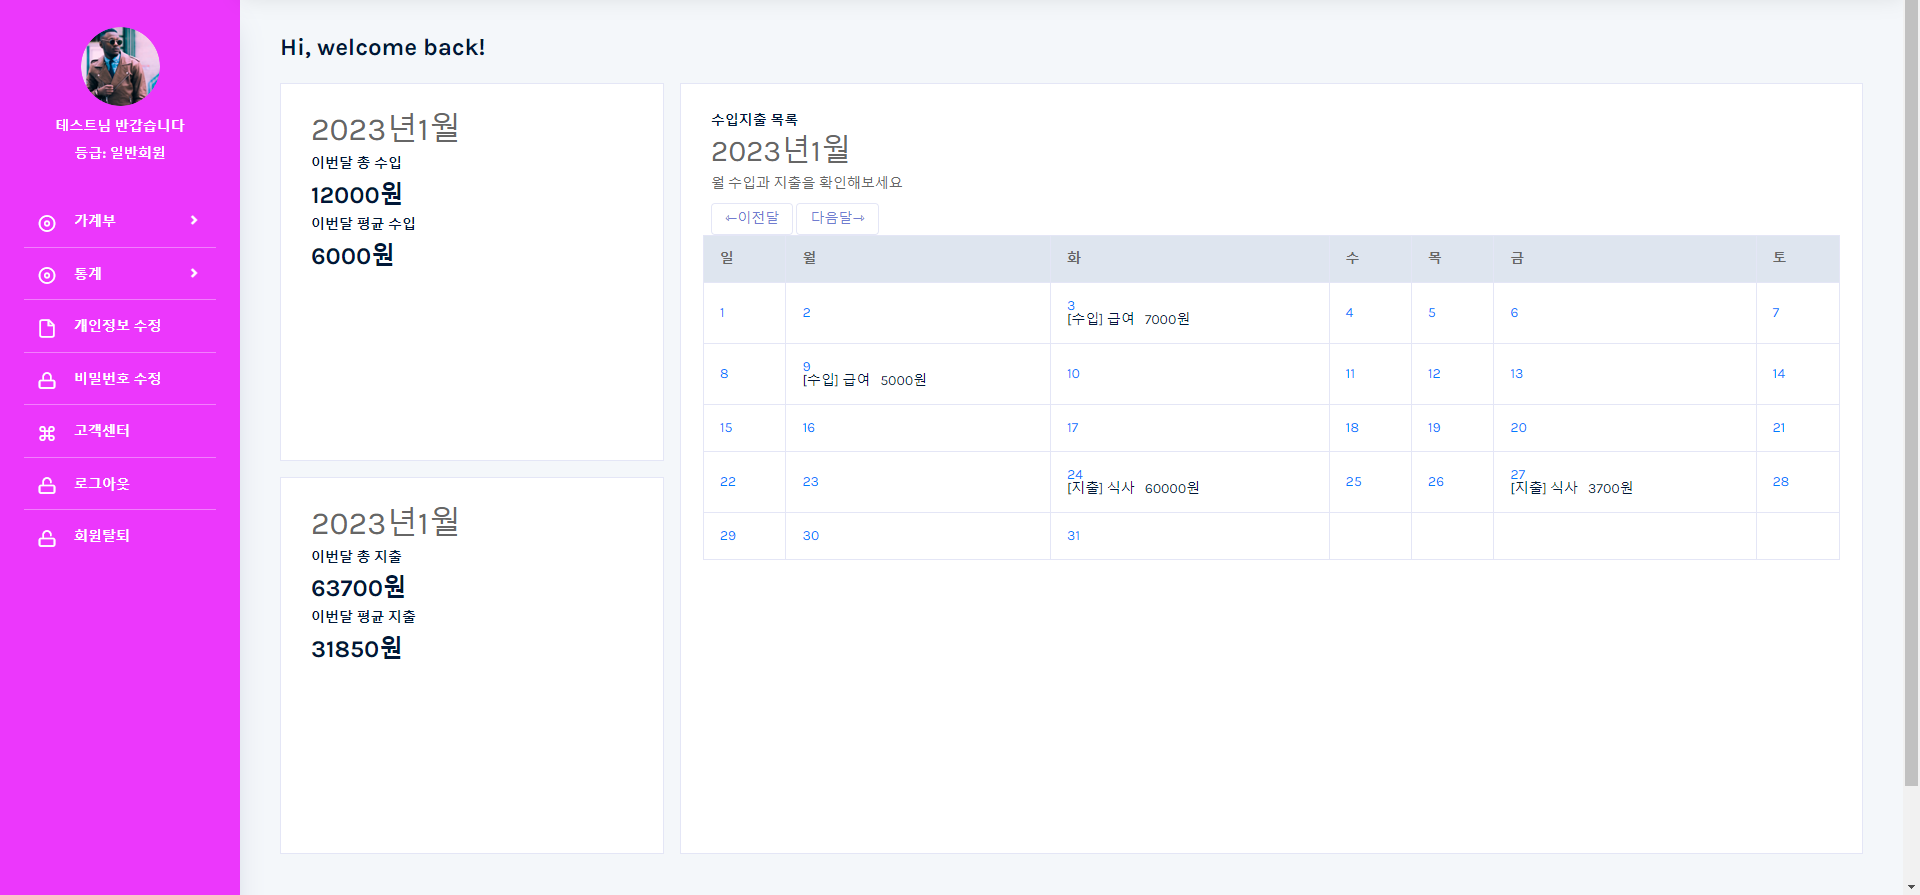 테스트님 반갑습니다
등급: 일반회원
가계부
통계
개인정보 수정
비밀번호 수정
고객센터
로그아웃
회원탈퇴
Hi, welcome back!
2023년1월
이번달 총 수입
12000원
이번달 평균 수입
6000원
2023년1월
이번달 총 지출
63700원
이번달 평균 지출
31850원
수입지출 목록
2023년1월
월 수입과 지출을 확인해보세요
←이전달 다음달→
일 월 화 수 목 금 토
1 2 3 4 5 6 7
[수입] 급여 7000원
8 9 10 11 12 13 14
[수입] 급여 5000원
15 16 17 18 19 20 21
22 23 24 25 26 27 28
[지출] 식사 60000원 [지출] 식사 3700원
29 30 31